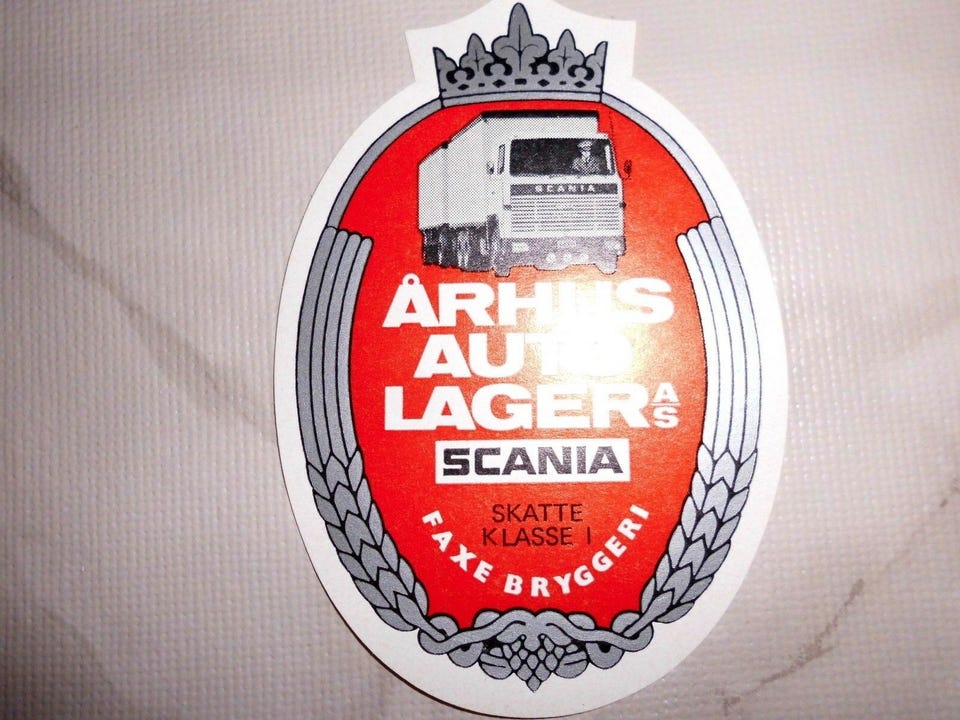 SCANIA
ÅRHUS
AUTO
LAGER A/S
SCANIA
SKATTE
KLASSE I
FAXE BRYGGERI